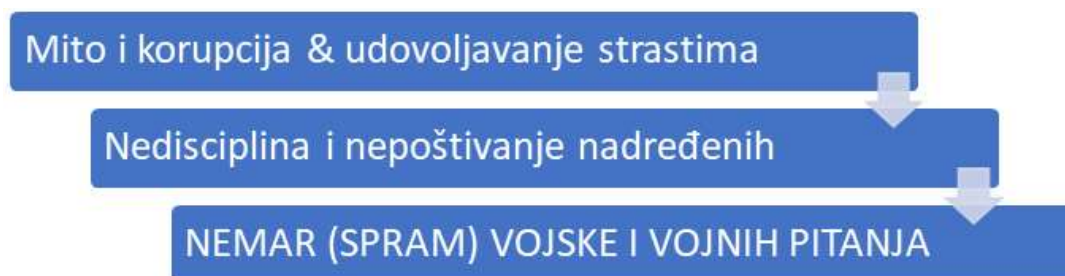 Mito i korupcija & udovoljavanje strastima
Nedisciplina i nepoštivanje nadređenih
NEMAR (SPRAM) VOJSKE I VOJNIH PITANJA